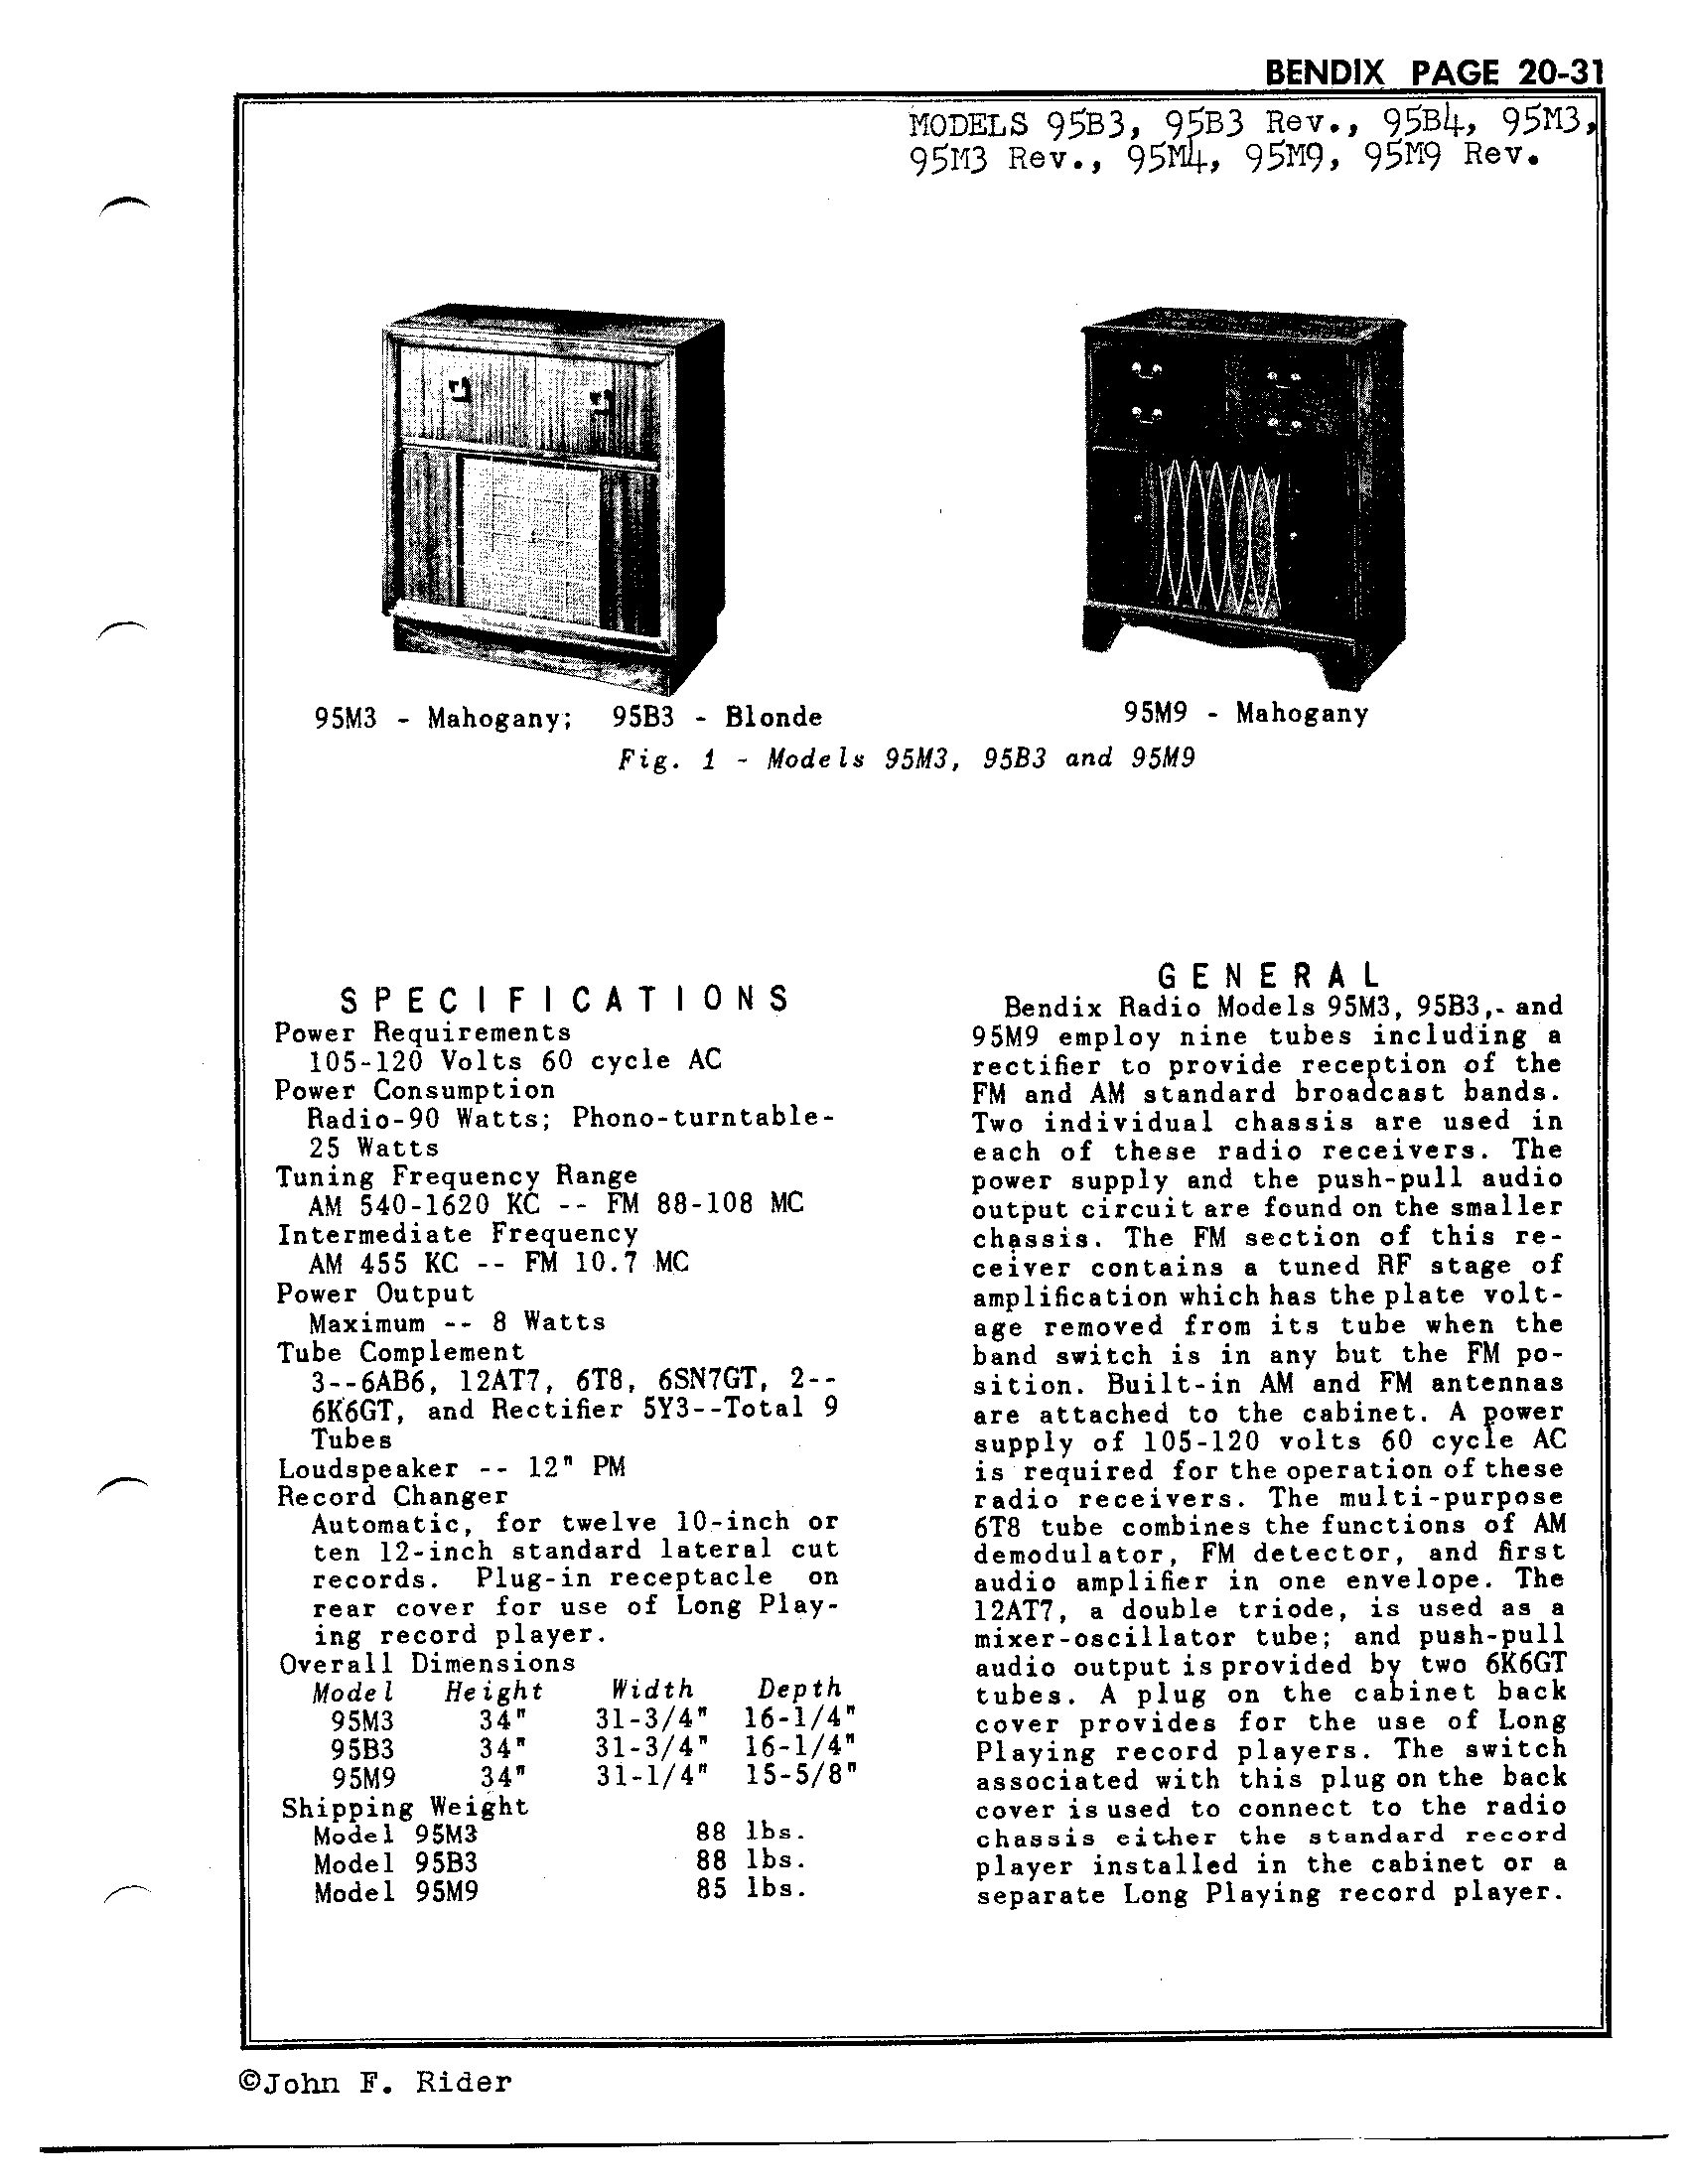 BENDIX PAGE 20-31
MODELS 95B3, 95B3 Rev., 95B4, 95M3,
95M3 Rev., 95M4, 95M9, 95M9 Rev.
95M3 - Mahogany; 95B3 - Blonde
95M9 - Mahogany
Fig. 1 - Models 95M3, 95B3 and 95M9
SPECIFICATIONS
Power Requirements
105-120 Volts 60 cycle AC
Power Consumption
Radio-90 Watts; Phono-turntable-
25 Watts
Tuning Frequency Range
AM 540-1620 KC -- FM 88-108 MC
Intermediate Frequency
AM 455 KC -- FM 10.7 MC
Power Output
Maximum -- 8 Watts
Tube Complement
3--6AB6, 12AT7, 6T8, 6SN7GT, 2--
6K6GT, and Rectifier 5Y3--Total 9
Tubes
Loudspeaker -- 12" PM
Record Changer
Automatic, for twelve 10-inch or
ten 12-inch standard lateral cut
records. Plug-in receptacle on
rear cover for use of Long Play-
ing record player.
Overall Dimensions
Model Height Width Depth
95M3 34" 31-3/4" 16-1/4"
95B3 34" 31-3/4" 16-1/4"
95M9 34" 31-1/4" 15-5/8"
Shipping Weight
Model 95M3 88 lbs.
Model 95B3 88 lbs.
Model 95M9 85 lbs.
GENERAL
Bendix Radio Models 95M3, 95B3,- and
95M9 employ nine tubes including a
rectifier to provide reception of the
FM and AM standard broadcast bands.
Two individual chassis are used in
each of these radio receivers. The
power supply and the push-pull audio
output circuit are found on the smaller
chassis. The FM section of this re-
ceiver contains a tuned RF stage of
amplification which has the plate volt-
age removed from its tube when the
band switch is in any but the FM po-
sition. Built-in AM and FM antennas
are attached to the cabinet. A power
supply of 105-120 volts 60 cycle AC
is required for the operation of these
radio receivers. The multi-purpose
6T8 tube combines the functions of AM
demodulator, FM detector, and first
audio amplifier in one envelope. The
12AT7, a double triode, is used as a
mixer-oscillator tube; and push-pull
audio output is provided by two 6K6GT
tubes. A plug on the cabinet back
cover provides for the use of Long
Playing record players. The switch
associated with this plug on the back
cover is used to connect to the radio
chassis either the standard record
player installed in the cabinet or a
separate Long Playing record player.
©John F. Rider